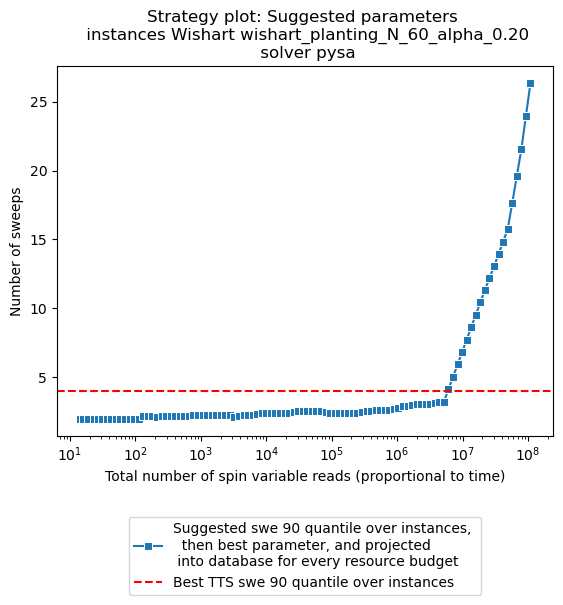 Strategy plot: Suggested parameters
instances Wishart wishart_planting_N_60_alpha_0.20
solver pysa
Number of sweeps
25
20
15
10
5
10^1 10^2 10^3 10^4 10^5 10^6 10^7 10^8
Total number of spin variable reads (proportional to time)
Suggested swe 90 quantile over instances,
then best parameter, and projected
into database for every resource budget
Best TTS swe 90 quantile over instances